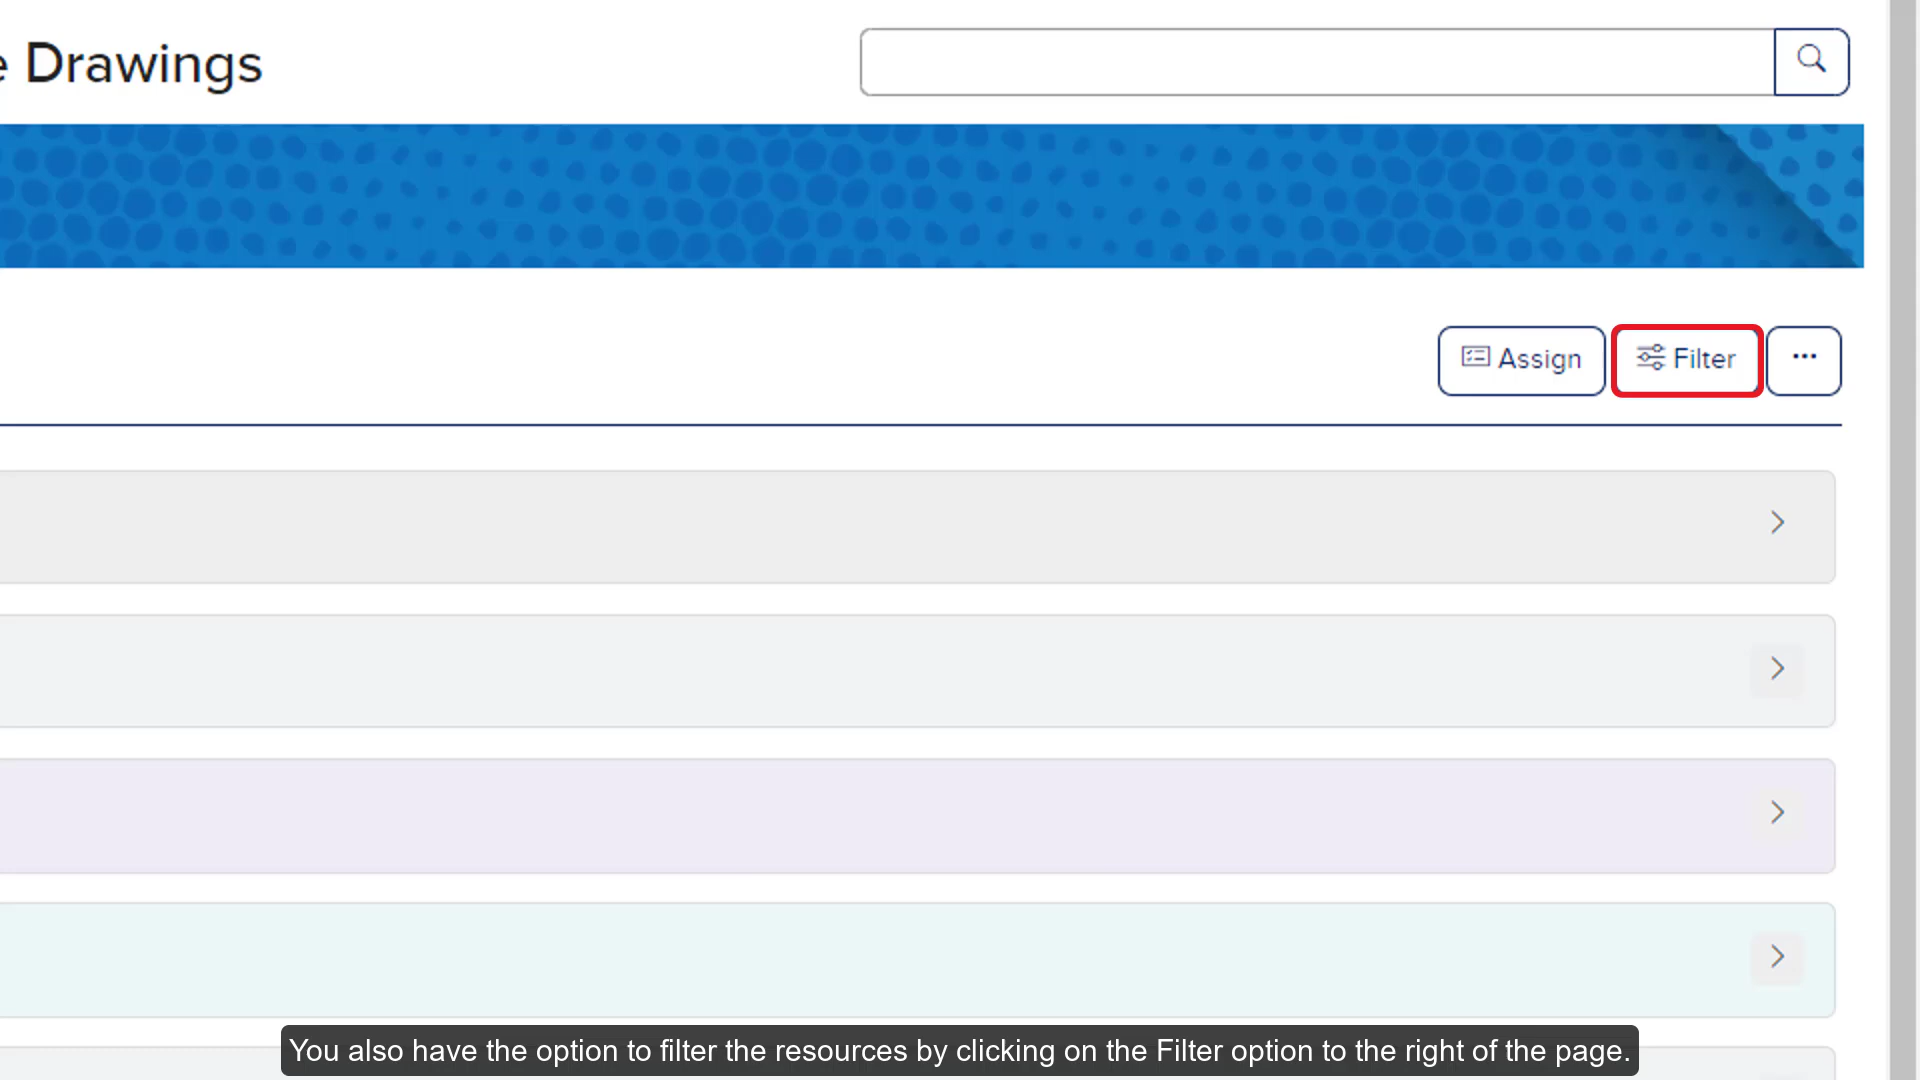 e Drawings
Assign
Filter
...
You also have the option to filter the resources by clicking on the Filter option to the right of the page.